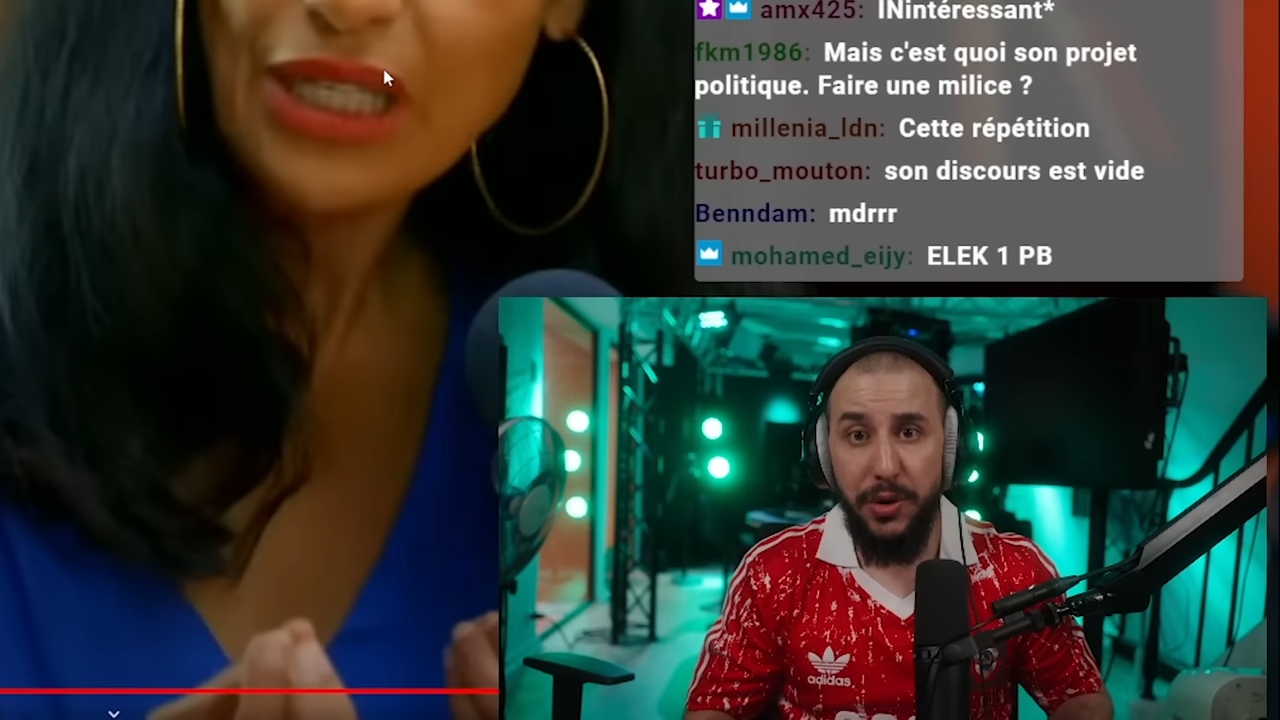 amx425: INintéressant*
fkm1986: Mais c'est quoi son projet
politique. Faire une milice ?
millenia_ldn: Cette répétition
turbo_mouton: son discours est vide
Benndam: mdrrr
mohamed_eijy: ELEK 1 PB
adidas